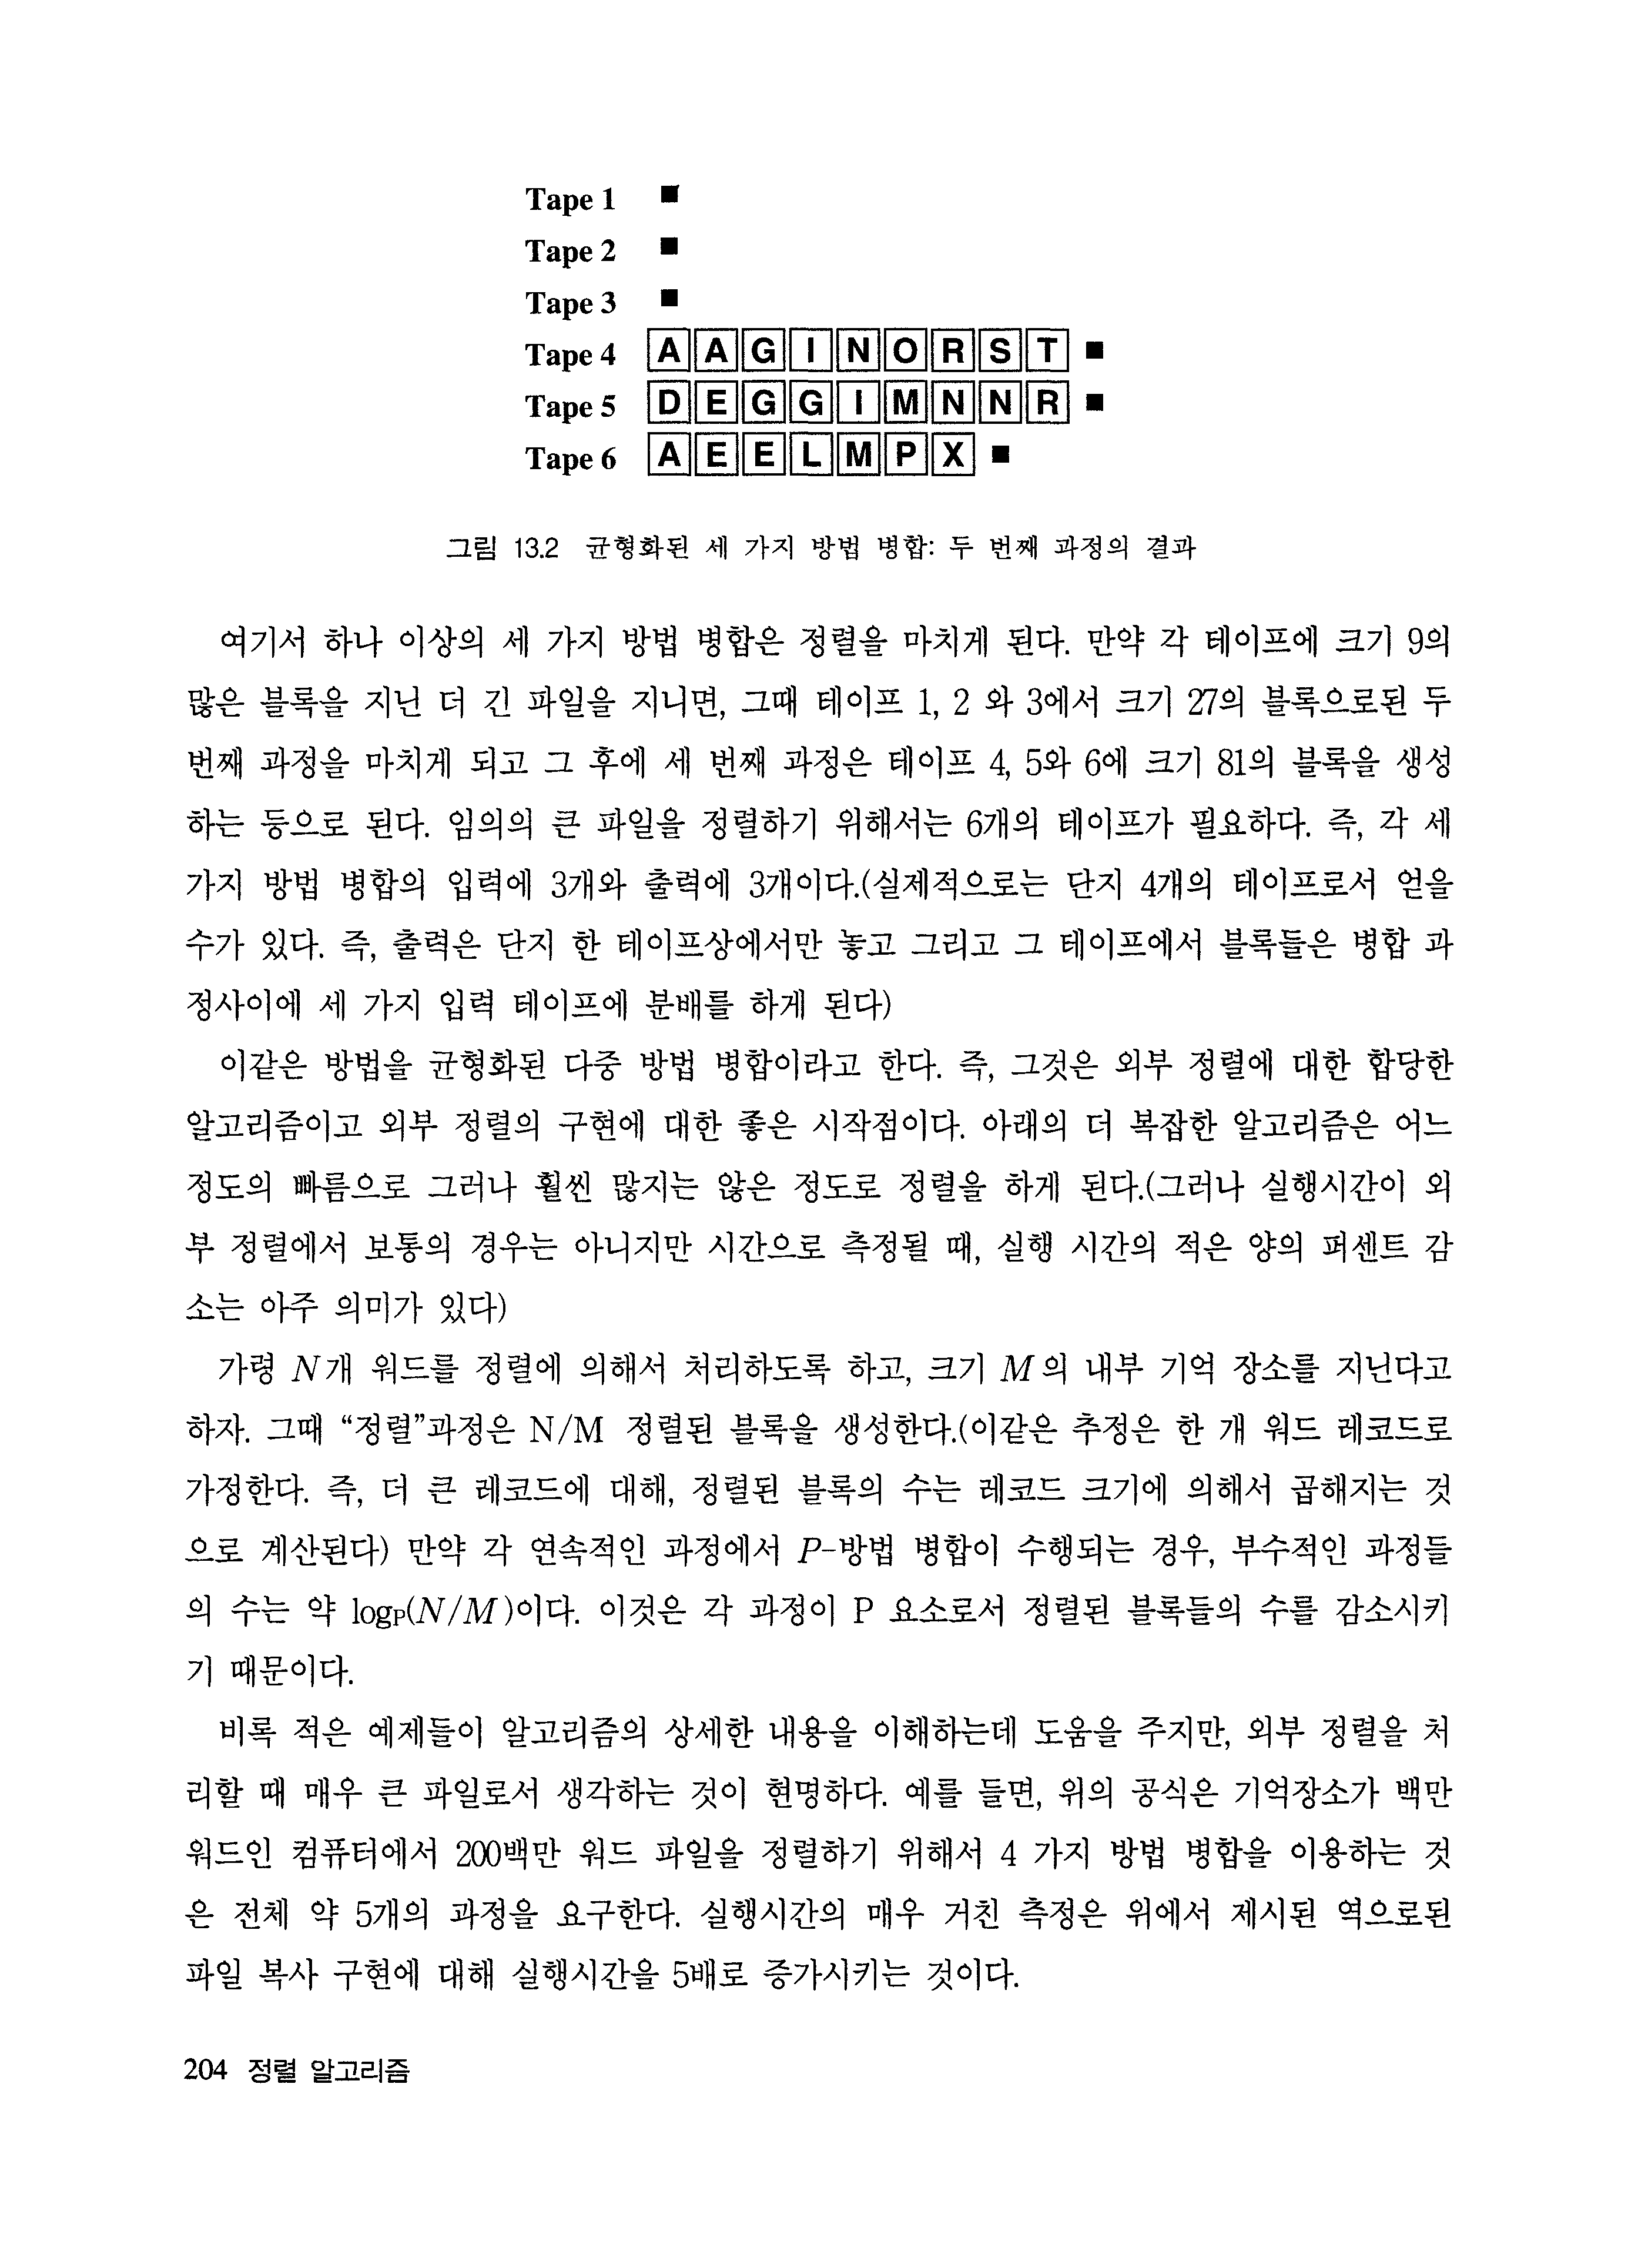 Tape 1 ■
Tape 2 ■
Tape 3 ■
Tape 4 A A G I N O R S T ■
Tape 5 D E G G I M N N R ■
Tape 6 A E E L M P X ■
그림 13.2 균형화된 세 가지 방법 병합: 두 번째 과정의 결과
여기서 하나 이상의 세 가지 방법 병합은 정렬을 마치게 된다. 만약 각 테이프에 크기 9의
많은 블록을 지닌 더 긴 파일을 지니면, 그때 테이프 1, 2 와 3에서 크기 27의 블록으로된 두
번째 과정을 마치게 되고 그 후에 세 번째 과정은 테이프 4, 5와 6에 크기 81의 블록을 생성
하는 등으로 된다. 임의의 큰 파일을 정렬하기 위해서는 6개의 테이프가 필요하다. 즉, 각 세
가지 방법 병합의 입력에 3개와 출력에 3개이다.(실제적으로는 단지 4개의 테이프로서 얻을
수가 있다. 즉, 출력은 단지 한 테이프상에서만 놓고 그리고 그 테이프에서 블록들은 병합 과
정사이에 세 가지 입력 테이프에 분배를 하게 된다)
이같은 방법을 균형화된 다중 방법 병합이라고 한다. 즉, 그것은 외부 정렬에 대한 합당한
알고리즘이고 외부 정렬의 구현에 대한 좋은 시작점이다. 아래의 더 복잡한 알고리즘은 어느
정도의 빠름으로 그러나 훨씬 많지는 않은 정도로 정렬을 하게 된다.(그러나 실행시간이 외
부 정렬에서 보통의 경우는 아니지만 시간으로 측정될 때, 실행 시간의 적은 양의 퍼센트 감
소는 아주 의미가 있다)
가령 N개 워드를 정렬에 의해서 처리하도록 하고, 크기 M의 내부 기억 장소를 지닌다고
하자. 그때 “정렬”과정은 N/M 정렬된 블록을 생성한다.(이같은 추정은 한 개 워드 레코드로
가정한다. 즉, 더 큰 레코드에 대해, 정렬된 블록의 수는 레코드 크기에 의해서 곱해지는 것
으로 계산된다) 만약 각 연속적인 과정에서 P-방법 병합이 수행되는 경우, 부수적인 과정들
의 수는 약 logP(N/M)이다. 이것은 각 과정이 P 요소로서 정렬된 블록들의 수를 감소시키
기 때문이다.
비록 적은 예제들이 알고리즘의 상세한 내용을 이해하는데 도움을 주지만, 외부 정렬을 처
리할 때 매우 큰 파일로서 생각하는 것이 현명하다. 예를 들면, 위의 공식은 기억장소가 백만
워드인 컴퓨터에서 200백만 워드 파일을 정렬하기 위해서 4 가지 방법 병합을 이용하는 것
은 전체 약 5개의 과정을 요구한다. 실행시간의 매우 거친 측정은 위에서 제시된 역으로된
파일 복사 구현에 대해 실행시간을 5배로 증가시키는 것이다.
204 정렬 알고리즘